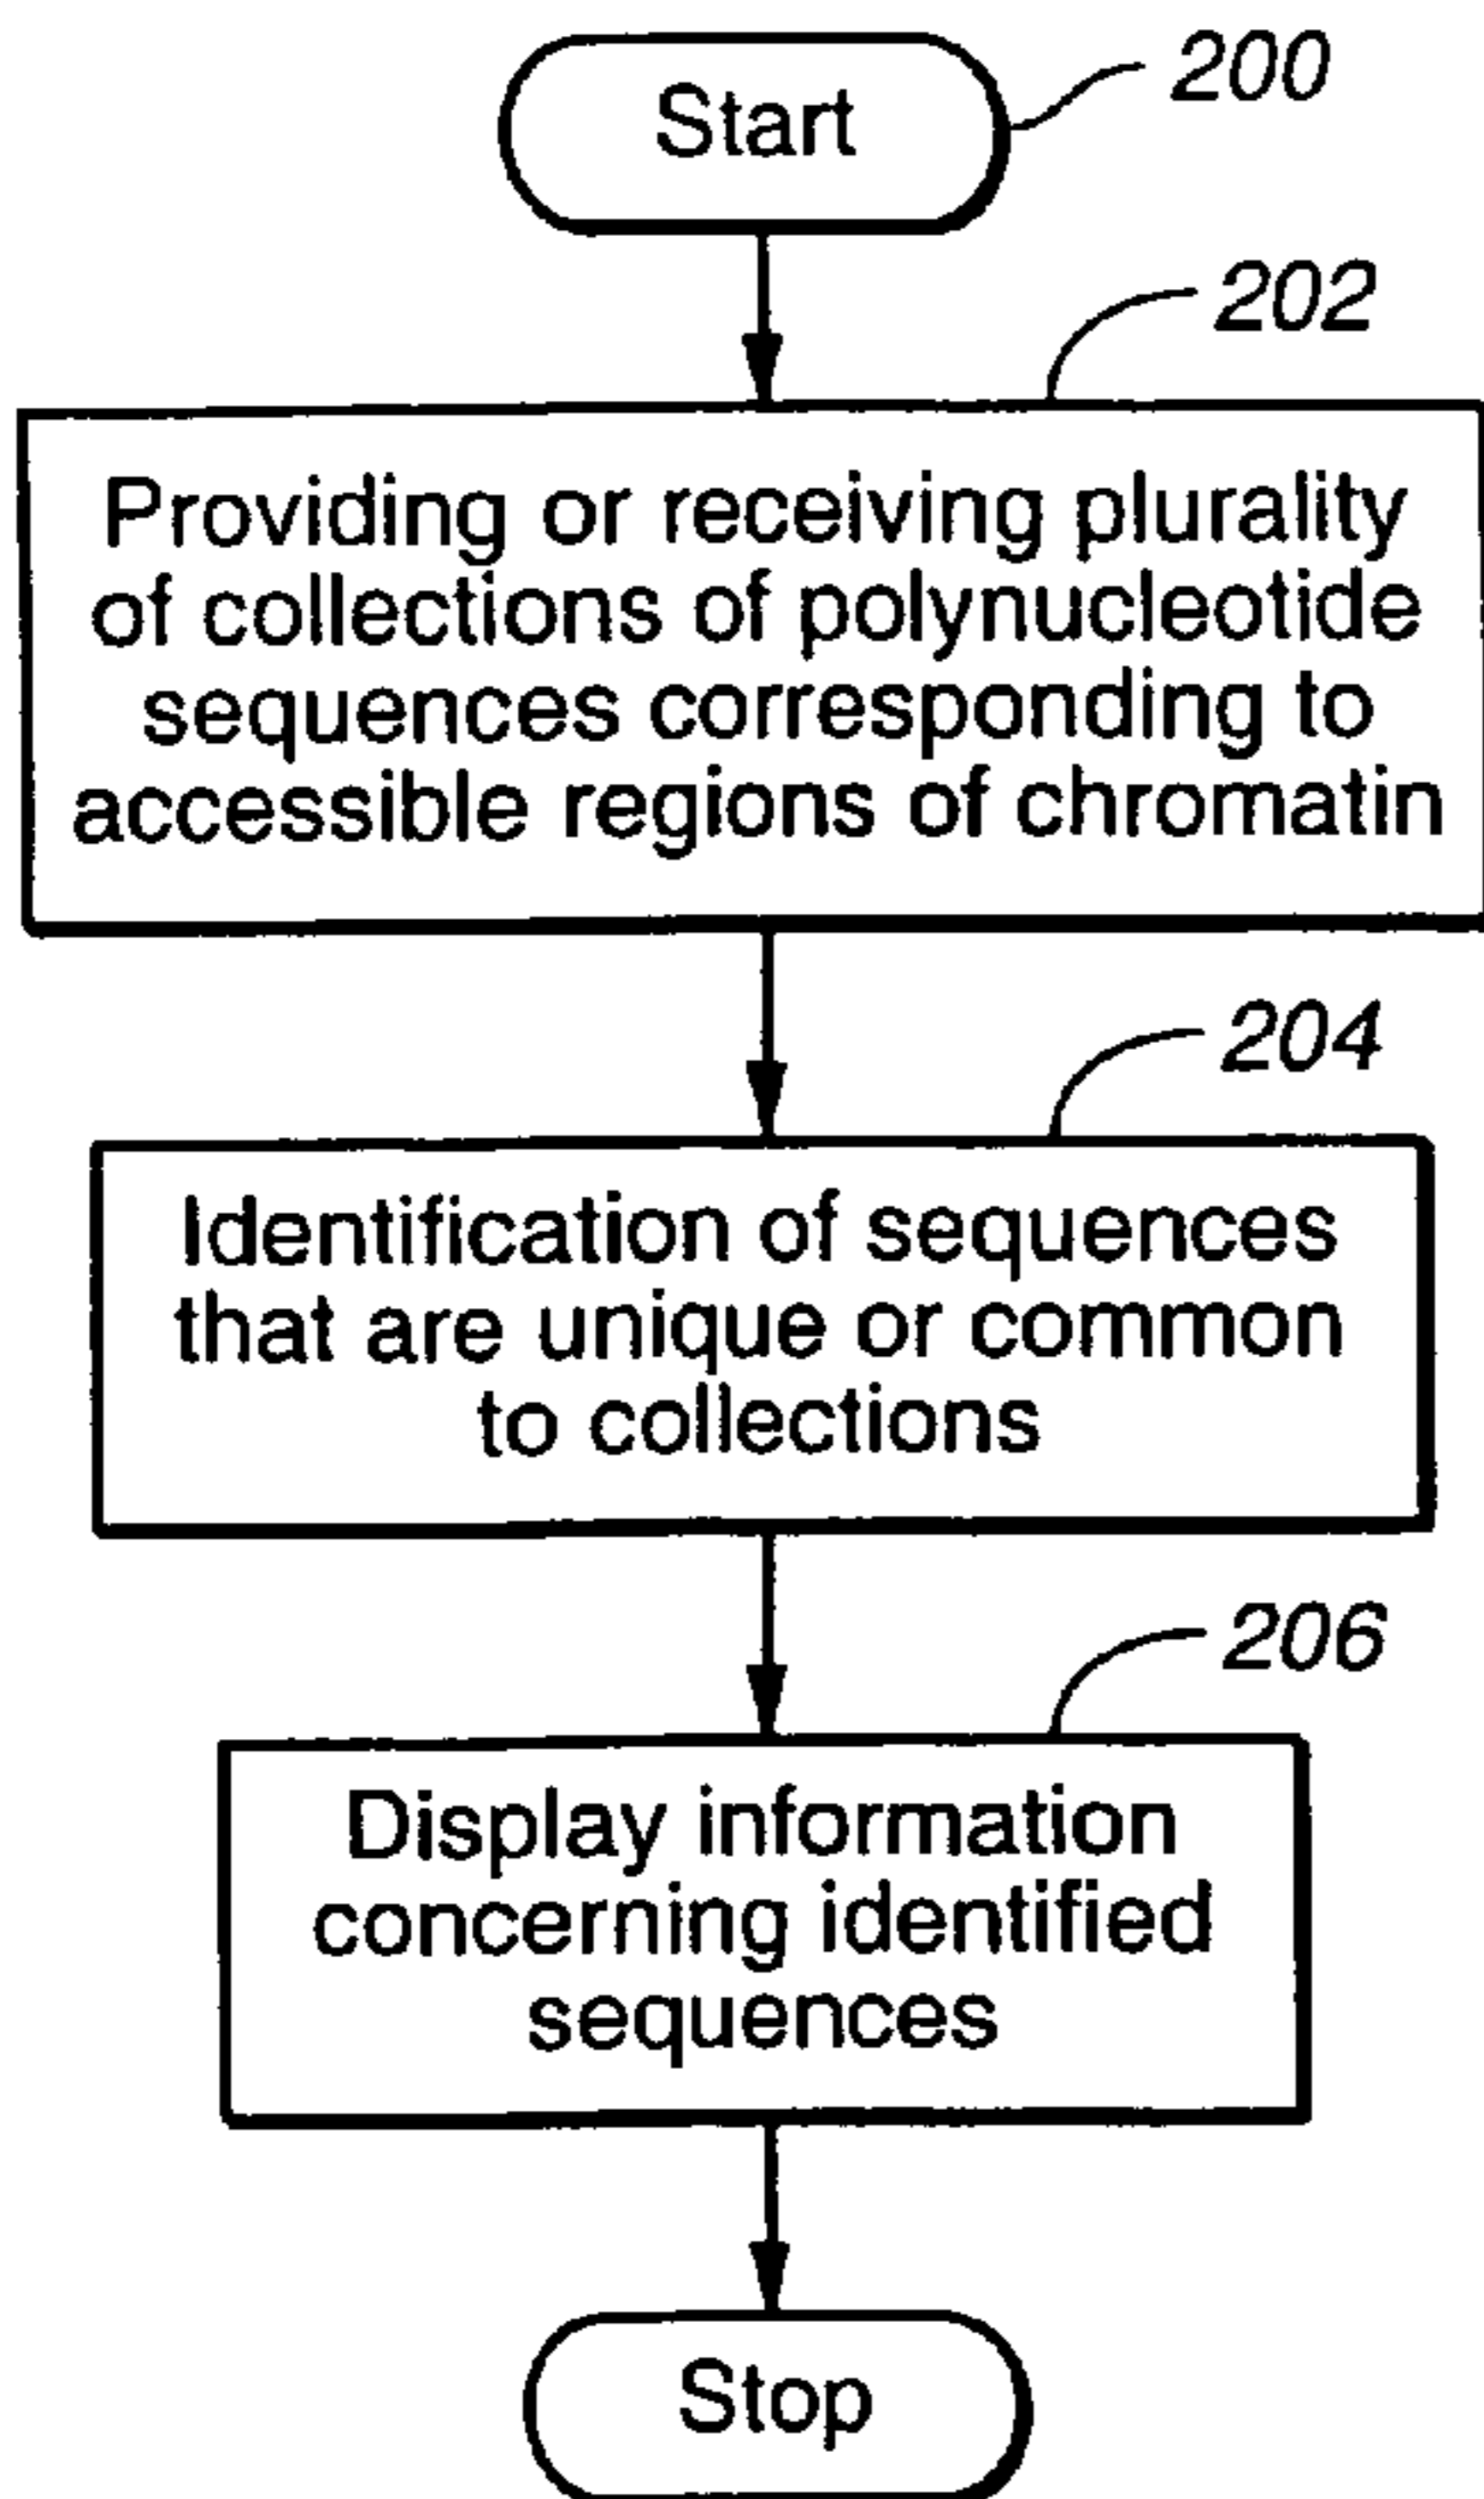 Start
200
202
Providing or receiving plurality
of collections of polynucleotide
sequences corresponding to
accessible regions of chromatin
204
Identification of sequences
that are unique or common
to collections
206
Display information
concerning identified
sequences
Stop